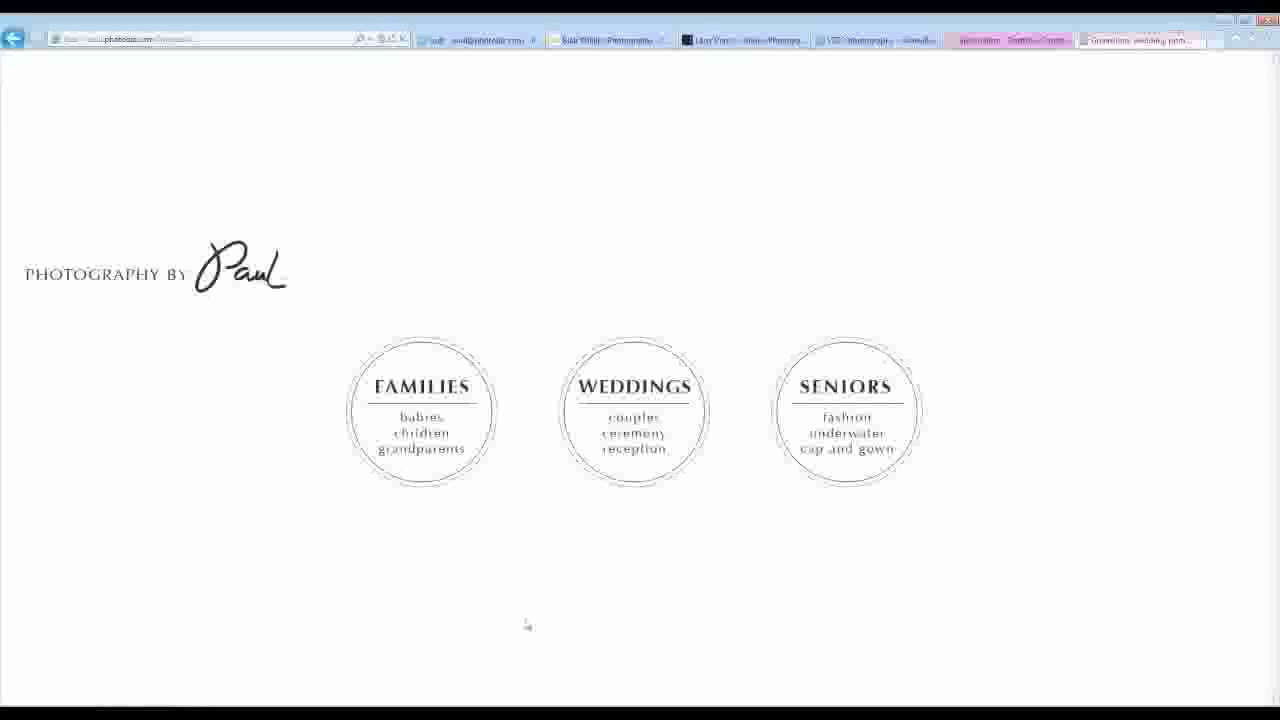 PHOTOGRAPHY BY Paul
FAMILIES
babies
children
grandparents
WEDDINGS
couples
ceremony
reception
SENIORS
fashion
underwater
cap and gown